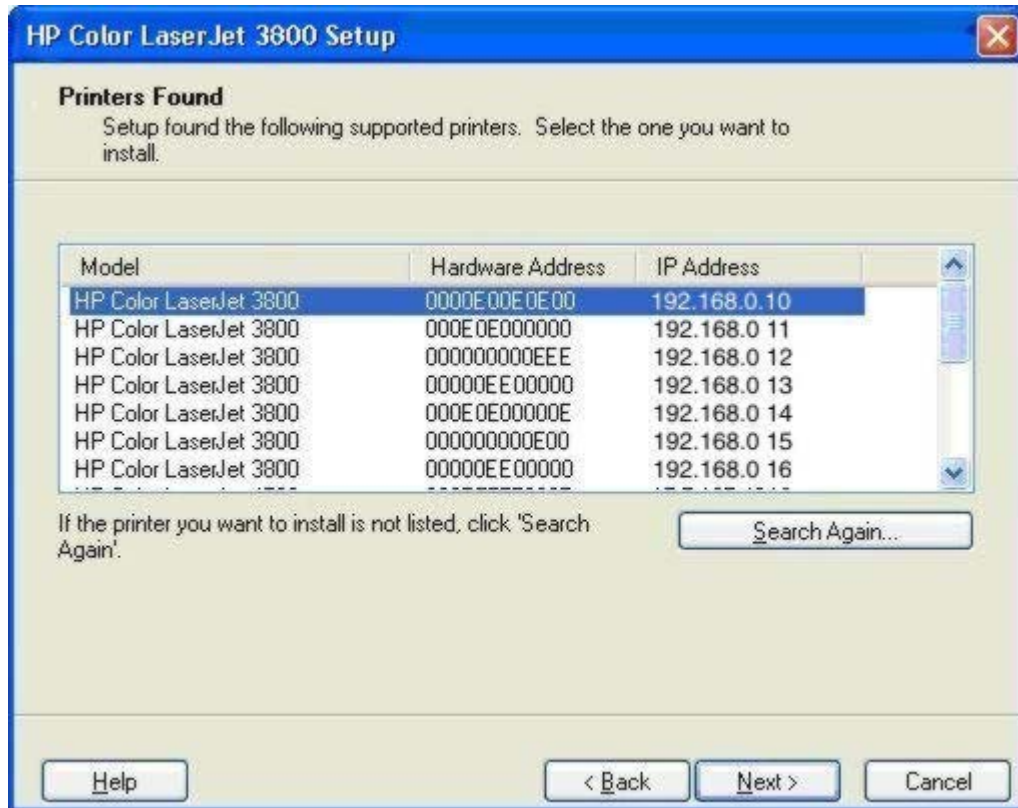 HP Color LaserJet 3800 Setup
Printers Found
Setup found the following supported printers. Select the one you want to
install.
Model Hardware Address IP Address
HP Color LaserJet 3800 0000E00E0E00 192.168.0.10
HP Color LaserJet 3800 000E0E000000 192.168.0 11
HP Color LaserJet 3800 000000000EEE 192.168.0 12
HP Color LaserJet 3800 00000EE00000 192.168.0 13
HP Color LaserJet 3800 000E0E00000E 192.168.0 14
HP Color LaserJet 3800 000000000E00 192.168.0 15
HP Color LaserJet 3800 00000EE00000 192.168.0 16
If the printer you want to install is not listed, click 'Search
Again'.
Search Again...
Help
< Back
Next >
Cancel